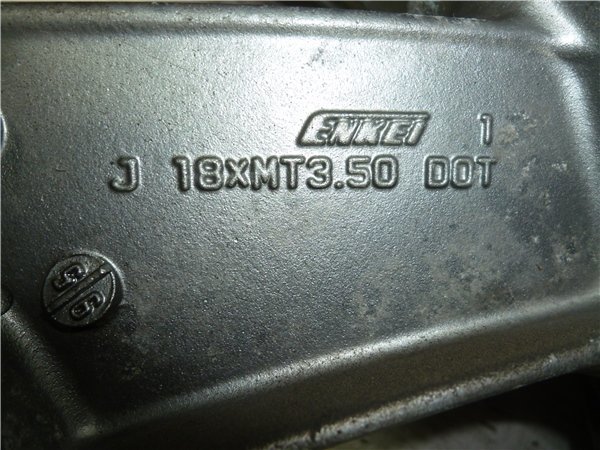 ENKEI 1
J 18XMT3.50 DOT